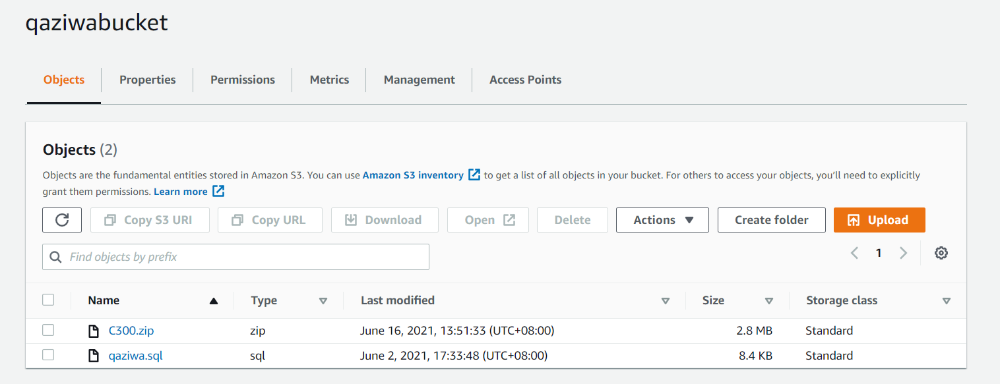 qaziwabucket
Objects Properties Permissions Metrics Management Access Points
Objects (2)
Objects are the fundamental entities stored in Amazon S3. You can use Amazon S3 inventory to get a list of all objects in your bucket. For others to access your objects, you'll need to explicitly
grant them permissions. Learn more
Copy S3 URI Copy URL Download Open Delete Actions Create folder Upload
Find objects by prefix 1
Name Type Last modified Size Storage class
C300.zip zip June 16, 2021, 13:51:33 (UTC+08:00) 2.8 MB Standard
qaziwa.sql sql June 2, 2021, 17:33:48 (UTC+08:00) 8.4 KB Standard